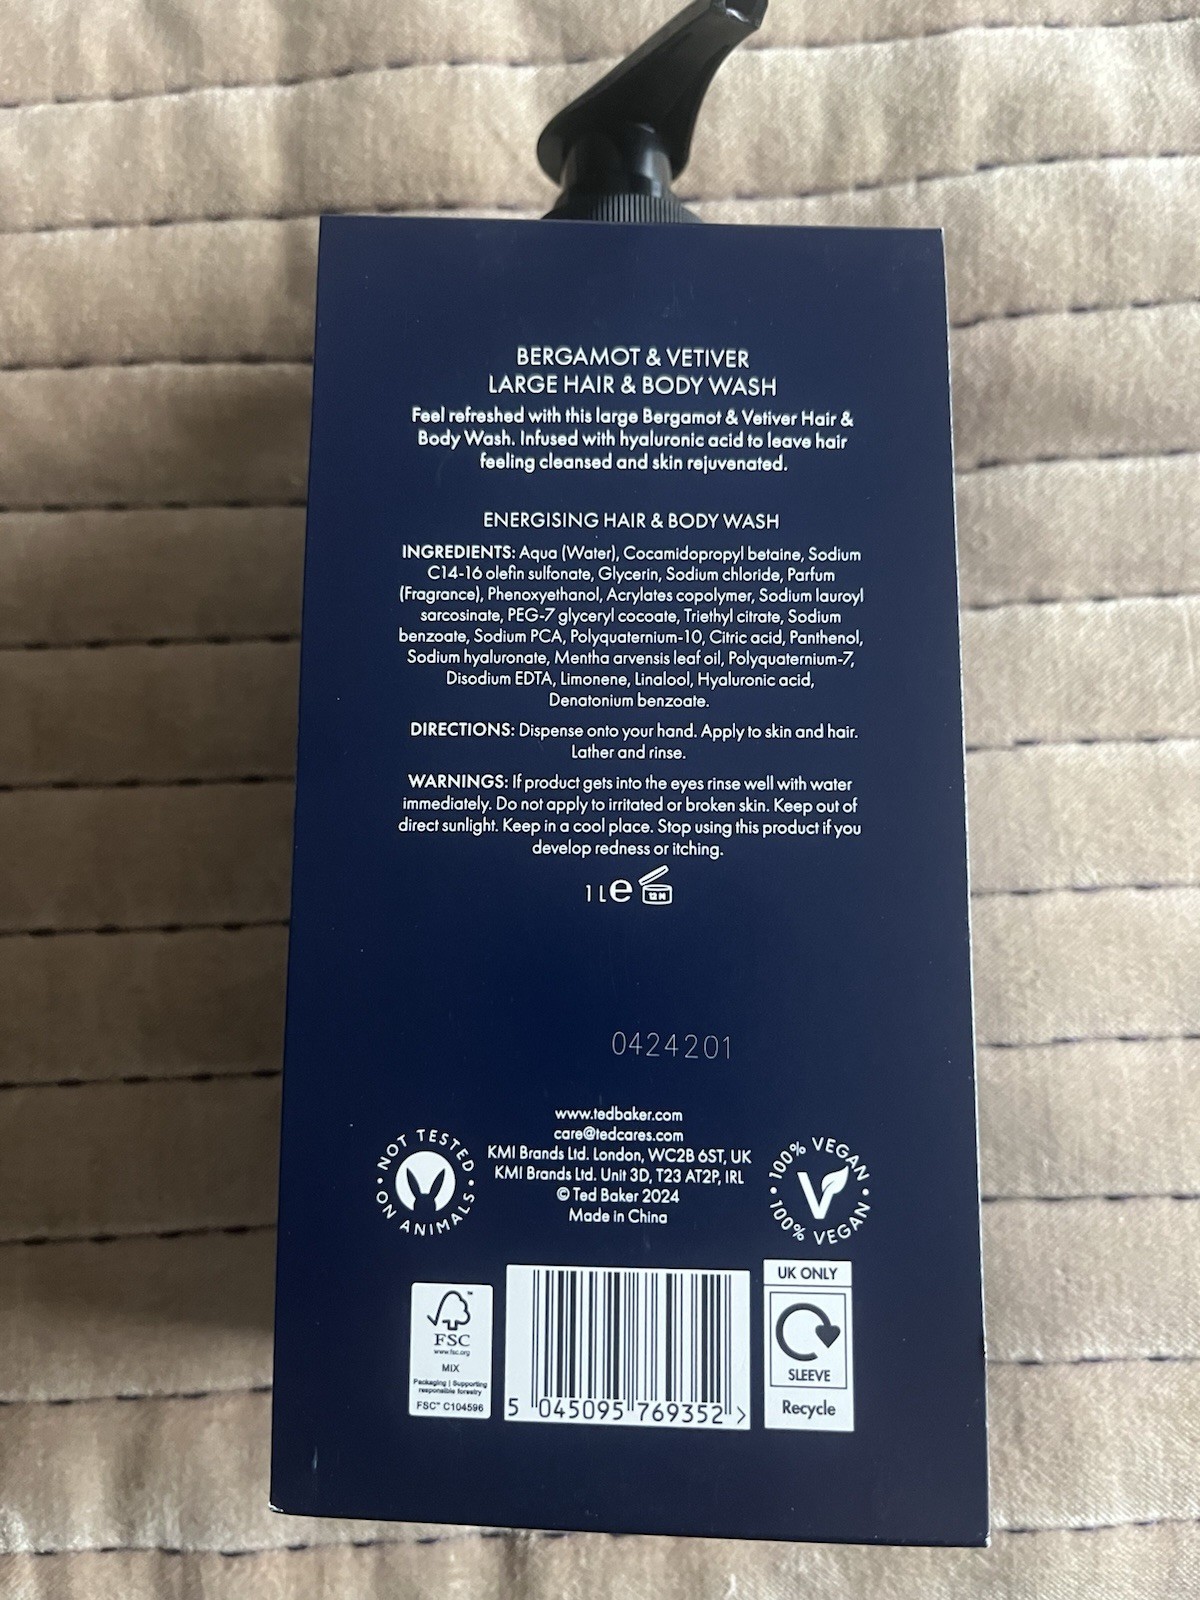 BERGAMOT & VETIVER
LARGE HAIR & BODY WASH
Feel refreshed with this large Bergamot & Vetiver Hair &
Body Wash. Infused with hyaluronic acid to leave hair
feeling cleansed and skin rejuvenated.
ENERGISING HAIR & BODY WASH
INGREDIENTS: Aqua (Water), Cocamidopropyl betaine, Sodium
C14-16 olefin sulfonate, Glycerin, Sodium chloride, Parfum
(Fragrance), Phenoxyethanol, Acrylates copolymer, Sodium lauroyl
sarcosinate, PEG-7 glyceryl cocoate, Triethyl citrate, Sodium
benzoate, Sodium PCA, Polyquaternium-10, Citric acid, Panthenol,
Sodium hyaluronate, Mentha arvensis leaf oil, Polyquaternium-7,
Disodium EDTA, Limonene, Linalool, Hyaluronic acid,
Denatonium benzoate.
DIRECTIONS: Dispense onto your hand. Apply to skin and hair.
Lather and rinse.
WARNINGS: If product gets into the eyes rinse well with water
immediately. Do not apply to irritated or broken skin. Keep out of
direct sunlight. Keep in a cool place. Stop using this product if you
develop redness or itching.
1 L e 12 M
0424201
www.tedbaker.com
care@tedcares.com
KMI Brands Ltd. London, WC2B 6ST, UK
KMI Brands Ltd. Unit 3D, T23 AT2P, IRL
© Ted Baker 2024
Made in China
NOT TESTED
ON ANIMALS
100% VEGAN
100% VEGAN
FSC
www.fsc.org
MIX
Packaging | Supporting
responsible forestry
FSC® C104596
5 045095 769352 >
UK ONLY
SLEEVE
Recycle